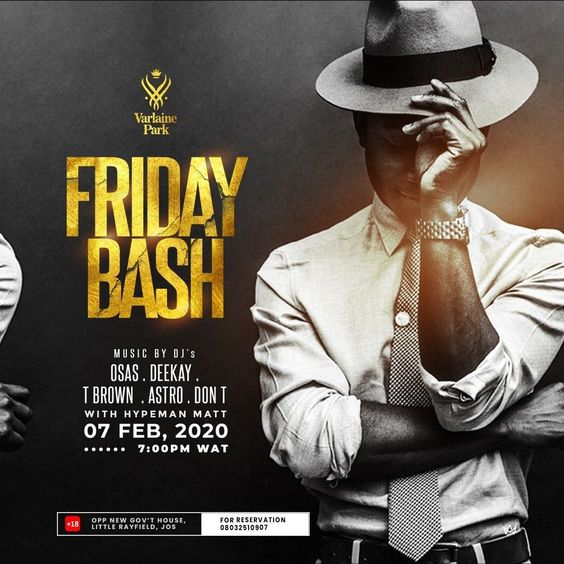 Varlaine
Park
FRIDAY
BASH
MUSIC BY DJ's
OSAS . DEEKAY .
T BROWN . ASTRO . DON T
WITH HYPEMAN MATT
07 FEB, 2020
7:00PM WAT
+18
OPP NEW GOV'T HOUSE,
LITTLE RAYFIELD, JOS
FOR RESERVATION
08032510907